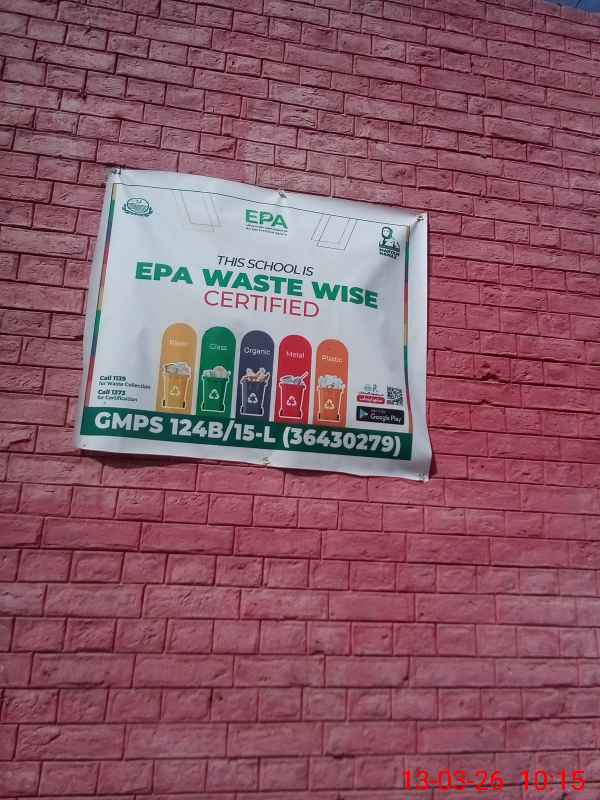 EPA
THIS SCHOOL IS
EPA WASTE WISE
CERTIFIED
Paper
Glass
Organic
Metal
Plastic
Call 1139
for Waste Collection
Call 1373
for Certification
Google Play
GMPS 124B/15-L (36430279)
13-03-26 10:15